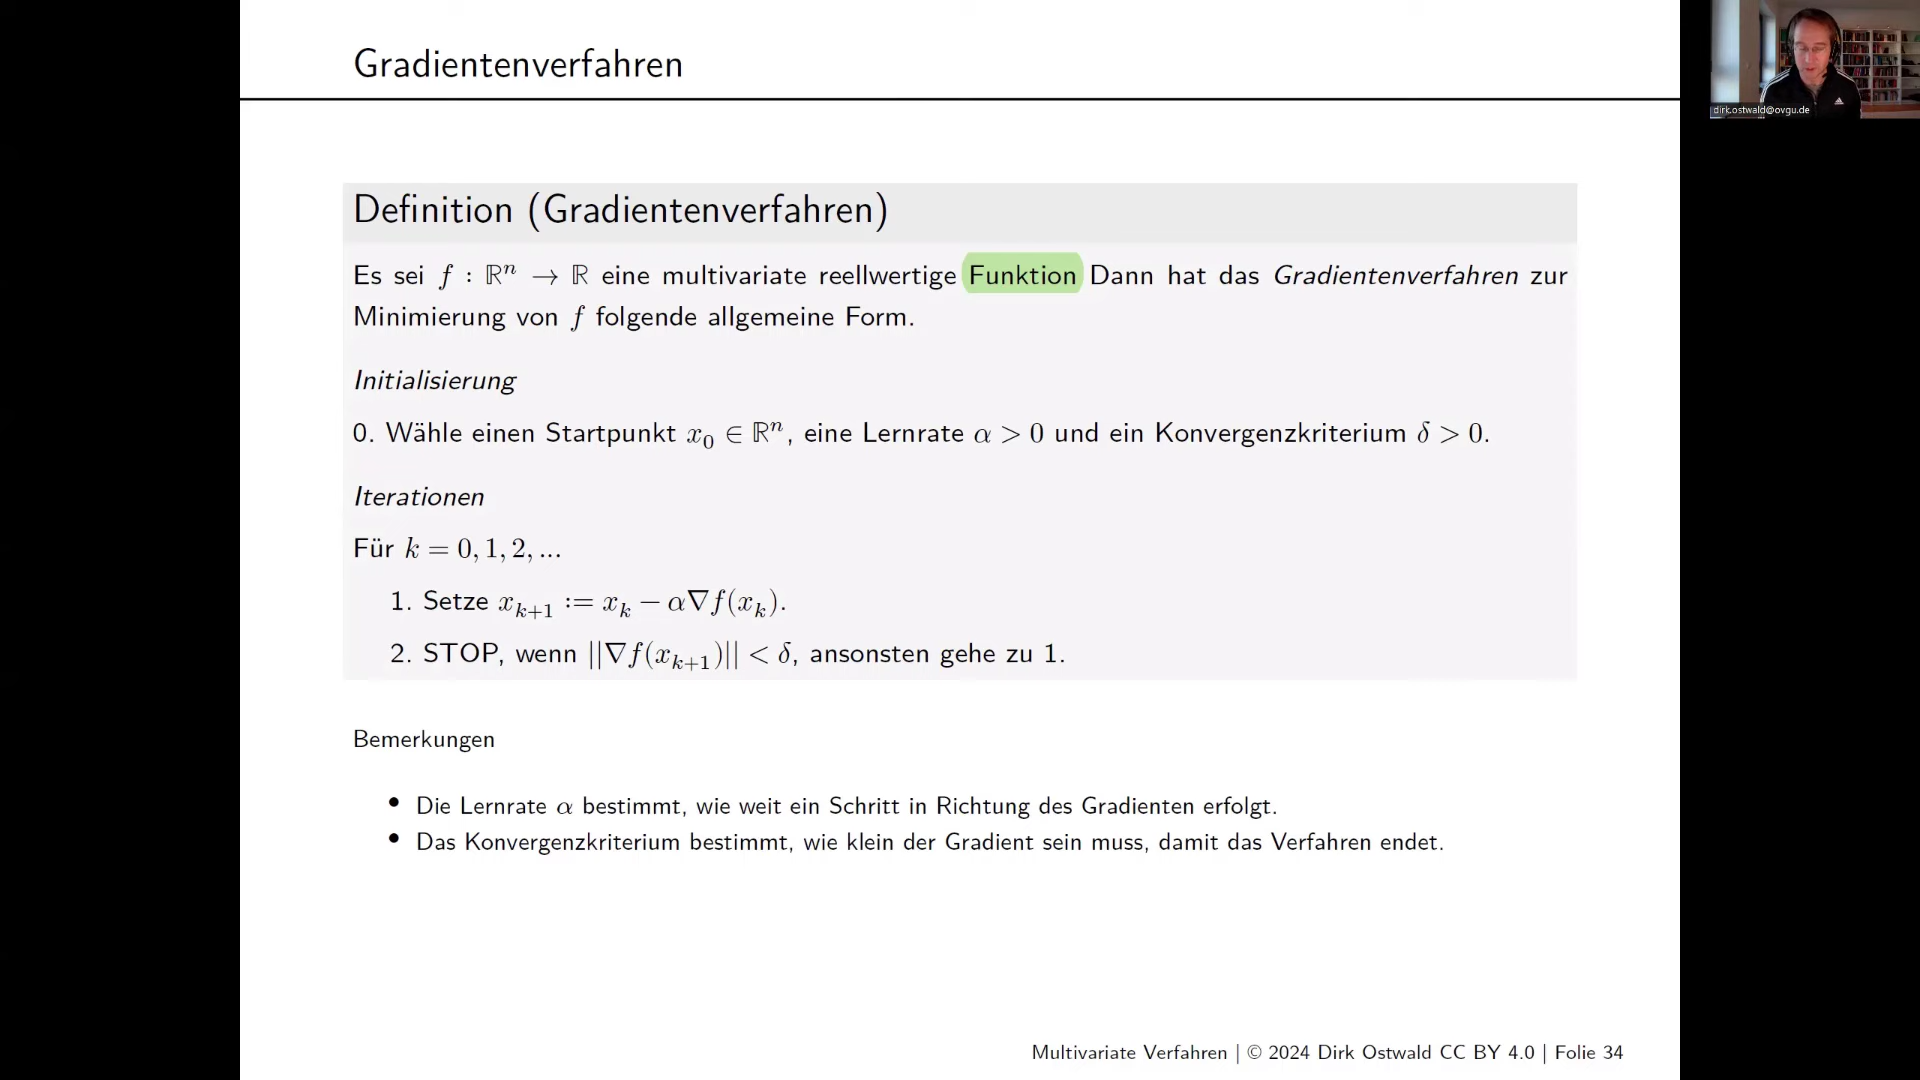 Gradientenverfahren
dirk.ostwald@ovgu.de
Definition (Gradientenverfahren)
Es sei f : ℝⁿ → ℝ eine multivariate reellwertige Funktion Dann hat das Gradientenverfahren zur
Minimierung von f folgende allgemeine Form.
Initialisierung
0. Wähle einen Startpunkt x₀ ∈ ℝⁿ, eine Lernrate α > 0 und ein Konvergenzkriterium δ > 0.
Iterationen
Für k = 0, 1, 2, ...
1. Setze xₖ₊₁ := xₖ − α∇f(xₖ).
2. STOP, wenn ||∇f(xₖ₊₁)|| < δ, ansonsten gehe zu 1.
Bemerkungen
• Die Lernrate α bestimmt, wie weit ein Schritt in Richtung des Gradienten erfolgt.
• Das Konvergenzkriterium bestimmt, wie klein der Gradient sein muss, damit das Verfahren endet.
Multivariate Verfahren | © 2024 Dirk Ostwald CC BY 4.0 | Folie 34